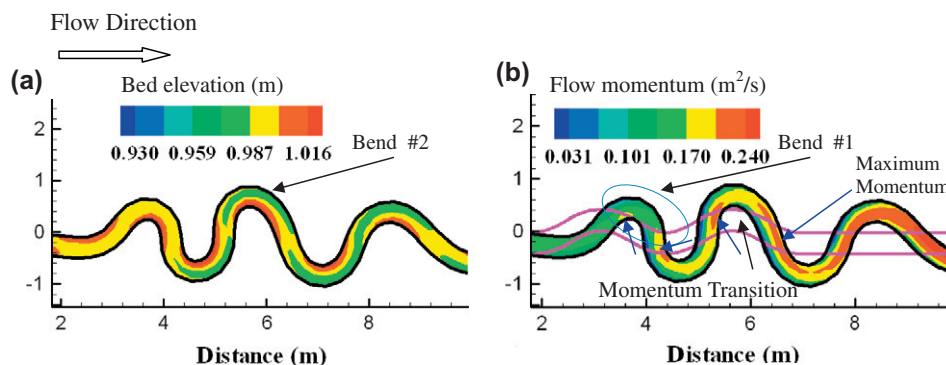 Flow Direction
(a)
Bed elevation (m)
0.930 0.959 0.987 1.016
Bend #2
2
1
0
-1
2 4 6 8
Distance (m)
(b)
Flow momentum (m²/s)
0.031 0.101 0.170 0.240
Bend #1
Maximum
Momentum
Momentum Transition
2
1
0
-1
2 4 6 8
Distance (m)